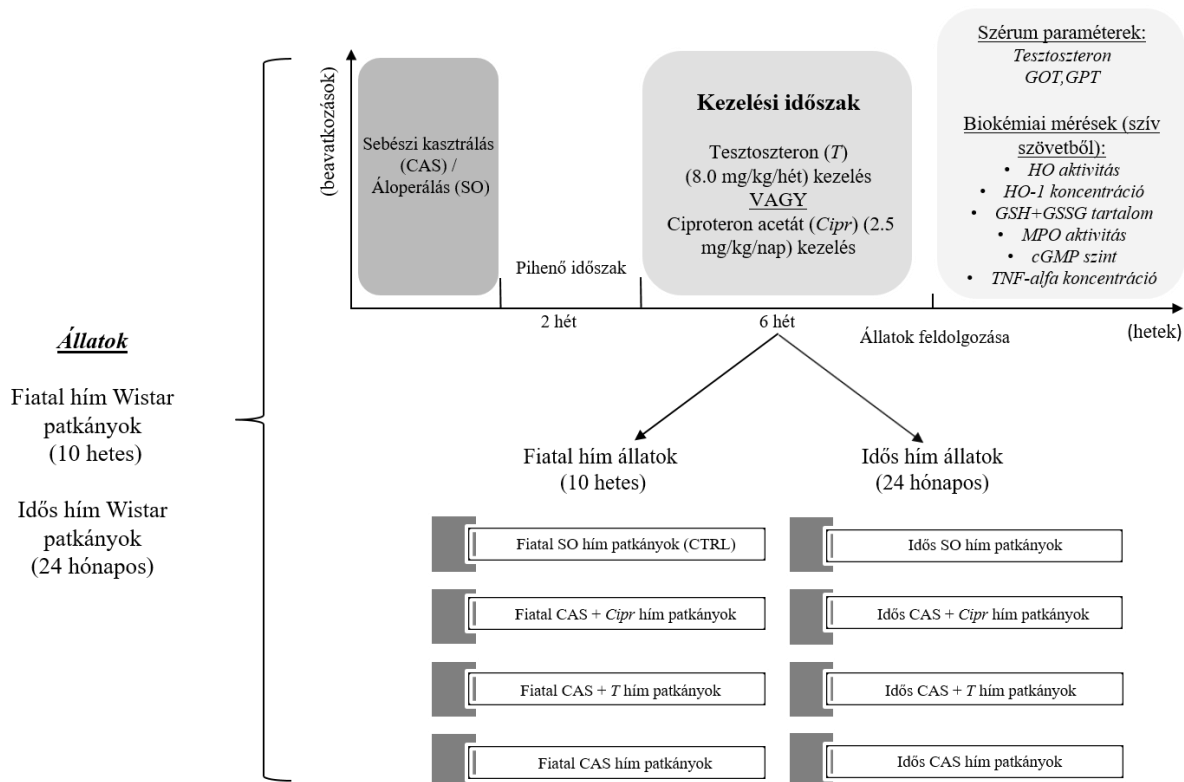 Állatok
Fiatal hím Wistar
patkányok
(10 hetes)
Idős hím Wistar
patkányok
(24 hónapos)
(beavatkozások)
Sebészi kasztrálás
(CAS) /
Áloperálás (SO)
Pihenő időszak
2 hét
Kezelési időszak
Tesztoszteron (T)
(8.0 mg/kg/hét) kezelés
VAGY
Ciproteron acetát (Cipr) (2.5
mg/kg/nap) kezelés
6 hét
Állatok feldolgozása
(hetek)
Szérum paraméterek:
Tesztoszteron
GOT,GPT
Biokémiai mérések (szív
szövetből):
• HO aktivitás
• HO-1 koncentráció
• GSH+GSSG tartalom
• MPO aktivitás
• cGMP szint
• TNF-alfa koncentráció
Fiatal hím állatok
(10 hetes)
Fiatal SO hím patkányok (CTRL)
Fiatal CAS + Cipr hím patkányok
Fiatal CAS + T hím patkányok
Fiatal CAS hím patkányok
Idős hím állatok
(24 hónapos)
Idős SO hím patkányok
Idős CAS + Cipr hím patkányok
Idős CAS + T hím patkányok
Idős CAS hím patkányok